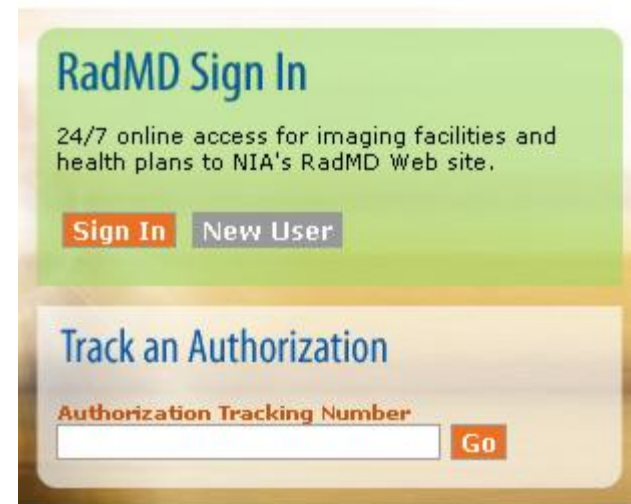 RadMD Sign In
24/7 online access for imaging facilities and
health plans to NIA's RadMD Web site.
Sign In New User
Track an Authorization
Authorization Tracking Number
Go